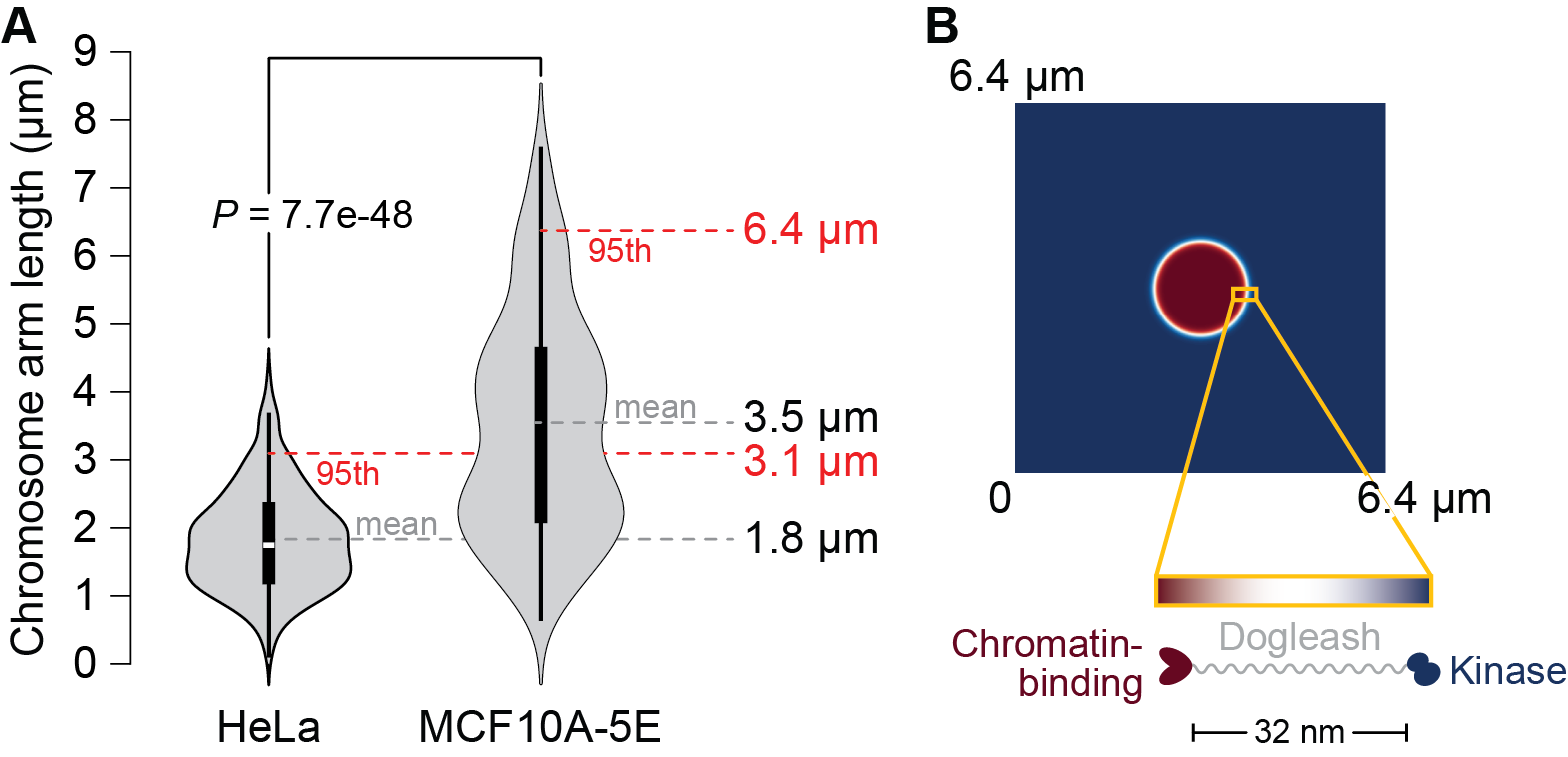 A
Chromosome arm length (µm)
9
8
7
6
5
4
3
2
1
0
P = 7.7e-48
95th
mean
95th
mean
6.4 µm
3.5 µm
3.1 µm
1.8 µm
HeLa
MCF10A-5E
B
6.4 µm
0
6.4 µm
Dogleash
Chromatin-
binding
Kinase
32 nm